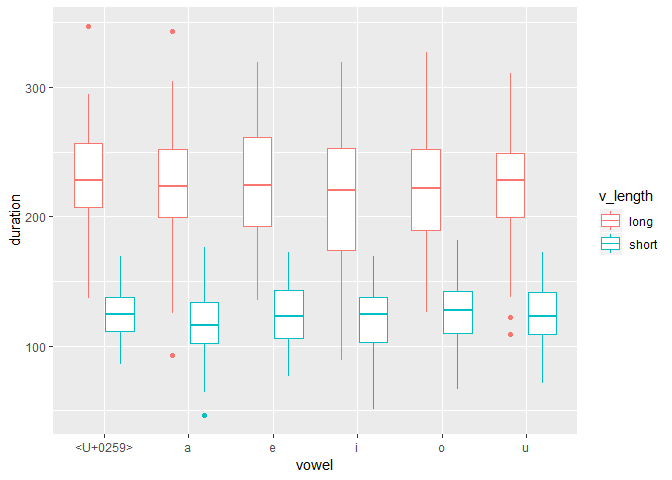 300
200
100
duration
<U+0259> a e i o u
vowel
v_length
long
short